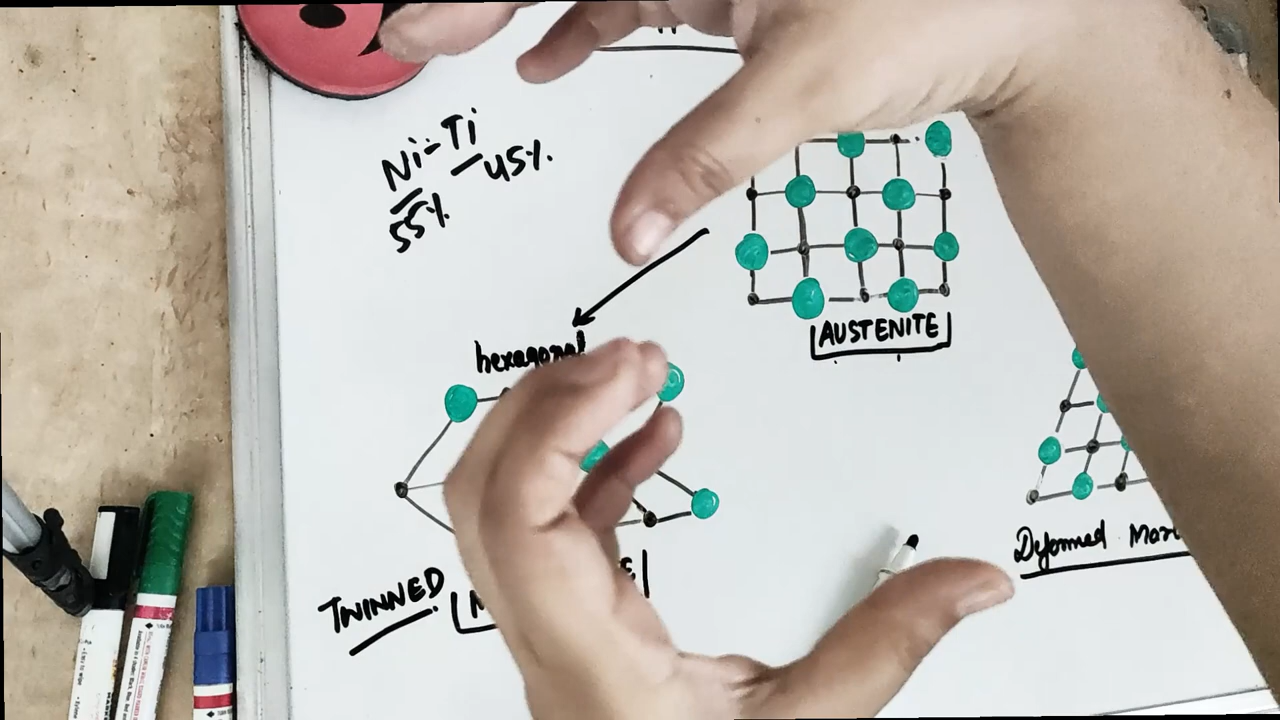 Ni-Ti
45%.
55%.
AUSTENITE
hexagonal
Deformed
TWINNED